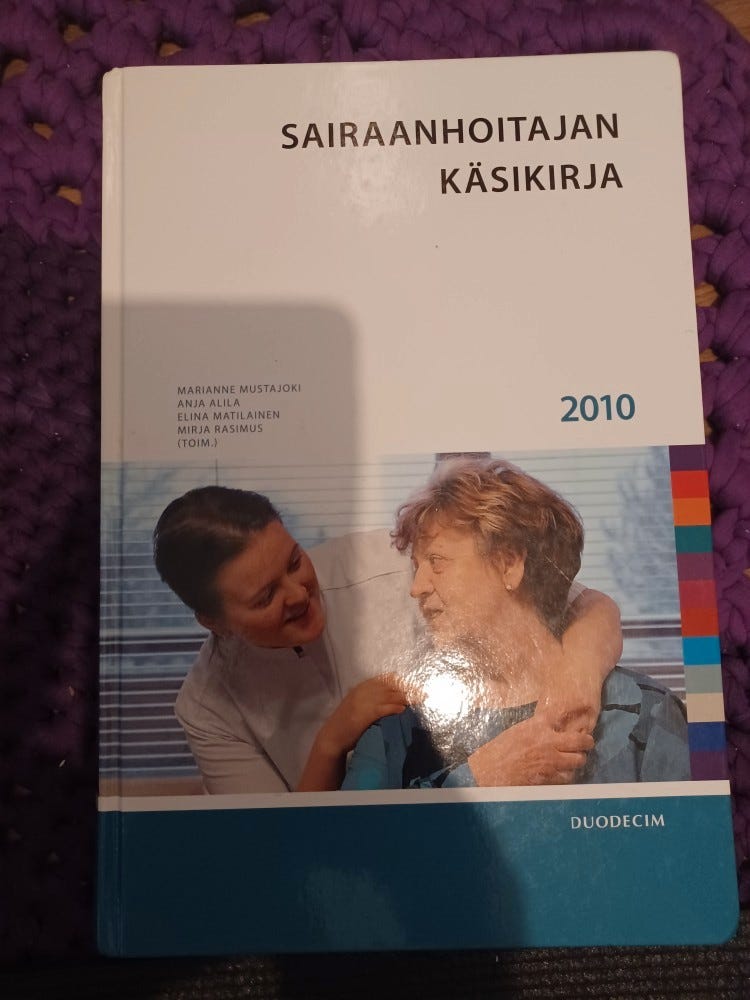 SAIRAANHOITAJAN
KÄSIKIRJA
MARIANNE MUSTAJOKI
ANJA ALILA
ELINA MATILAINEN
MIRJA RASIMUS
(TOIM.)
2010
DUODECIM